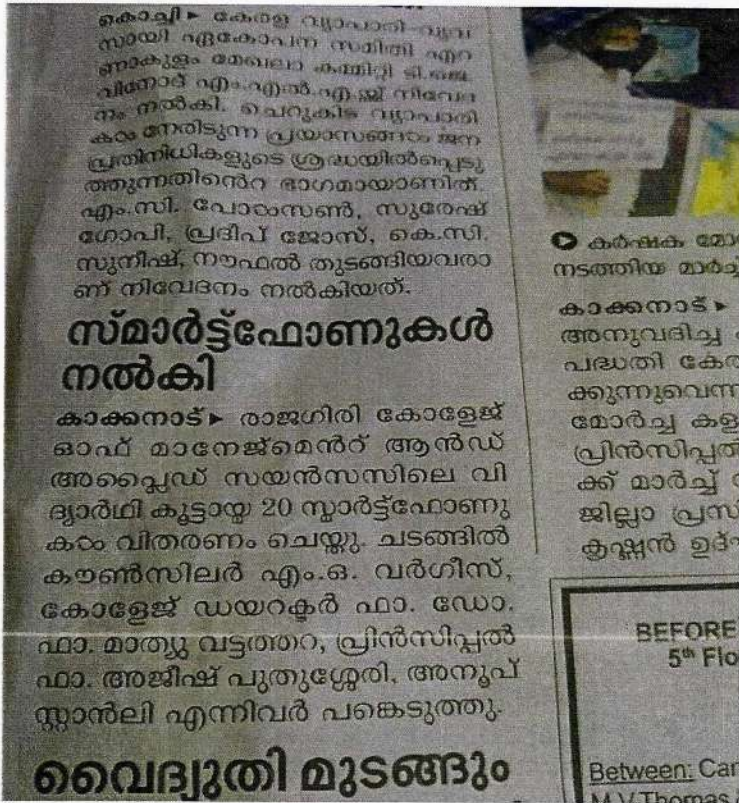 കൊച്ചി ► കേരള വ്യാപാരി-വ്യവ
സായി ഏകോപന സമിതി എറ
ണാകുളം മേഖലാ കമ്മിറ്റി ടി.ജെ.
വിനോദ് എം.എൽ.എ.യ്ക്ക് നിവേദ
നം നൽകി. ചെറുകിട വ്യാപാരി
കൾ നേരിടുന്ന പ്രയാസങ്ങൾ ജന
പ്രതിനിധികളുടെ ശ്രദ്ധയിൽപ്പെടു
ത്തുന്നതിന്റെ ഭാഗമായാണിത്.
എം.സി. പോൾസൺ, സുരേഷ്
ഗോപി, പ്രദീപ് ജോസ്, കെ.സി.
സുനീഷ്, നൗഫൽ തുടങ്ങിയവരാ
ണ് നിവേദനം നൽകിയത്.
സ്മാർട്ട്ഫോണുകൾ
നൽകി
കാക്കനാട് ► രാജഗിരി കോളേജ്
ഓഫ് മാനേജ്മെൻറ് ആൻഡ്
അപ്ലൈഡ് സയൻസസിലെ വി
ദ്യാർഥി കൂട്ടായ്മ 20 സ്മാർട്ട്ഫോണു
കൾ വിതരണം ചെയ്തു. ചടങ്ങിൽ
കൗൺസിലർ എം.ഒ. വർഗീസ്,
കോളേജ് ഡയറക്ടർ ഫാ. ഡോ.
ഫാ. മാത്യു വട്ടത്തറ, പ്രിൻസിപ്പൽ
ഫാ. അജീഷ് പുതുശ്ശേരി, അനൂപ്
സ്റ്റാൻലി എന്നിവർ പങ്കെടുത്തു.
വൈദ്യുതി മുടങ്ങും
കർഷക മോ
നടത്തിയ മാർച്ച്
കാക്കനാട് ►
അനുവദിച്ച
പദ്ധതി കേര
ക്കുന്നുവെന്ന
മോർച്ച കള
പ്രിൻസിപ്പൽ
ക്ക് മാർച്ച്
ജില്ലാ പ്രസി
ക്കൃഷ്ണൻ ഉദ്ഘ
BEFORE
5th Flo
Between: Car
M.V.Thomas